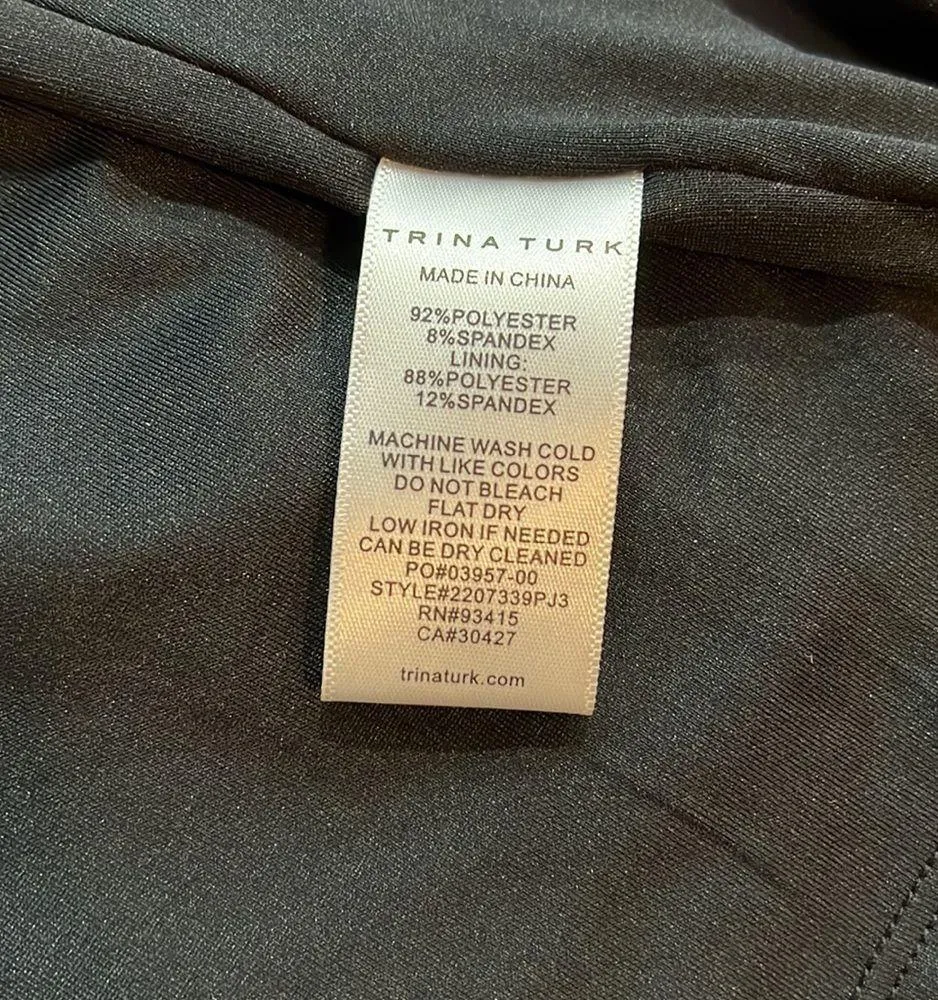 TRINA TURK
MADE IN CHINA
92%POLYESTER
8%SPANDEX
LINING:
88%POLYESTER
12%SPANDEX
MACHINE WASH COLD
WITH LIKE COLORS
DO NOT BLEACH
FLAT DRY
LOW IRON IF NEEDED
CAN BE DRY CLEANED
PO#03957-00
STYLE#2207339PJ3
RN#93415
CA#30427
trinaturk.com